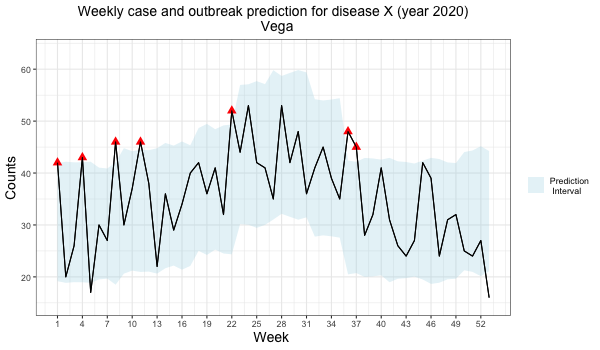 Weekly case and outbreak prediction for disease X (year 2020)
Vega
60
50
40
30
20
Counts
1 4 7 10 13 16 19 22 25 28 31 34 37 40 43 46 49 52
Week
Prediction
Interval